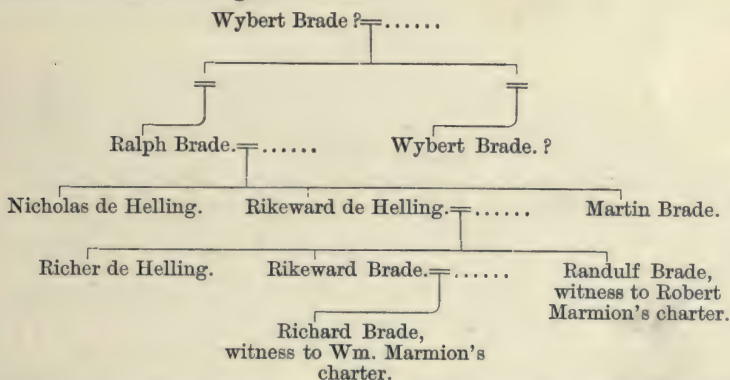 Wybert Brade ? ......
Ralph Brade. ...... Wybert Brade. ?
Nicholas de Helling. Rikeward de Helling. ...... Martin Brade.
Richer de Helling. Rikeward Brade. ...... Randulf Brade,
witness to Robert
Marmion's charter.
Richard Brade,
witness to Wm. Marmion's
charter.